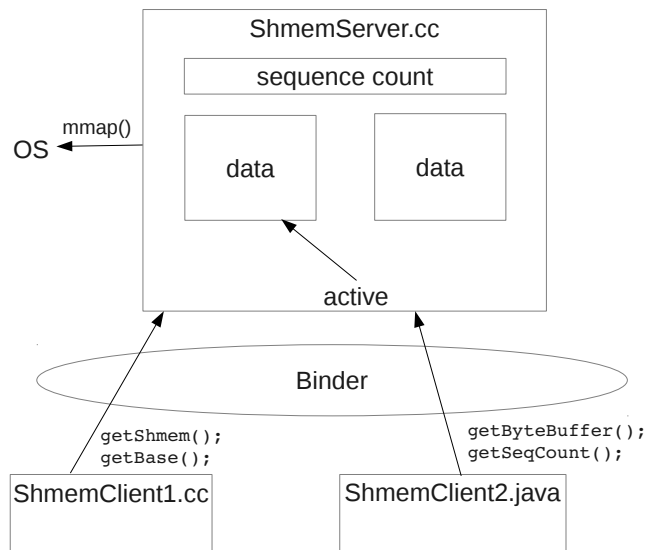 ShmemServer.cc
sequence count
mmap()
OS
data
data
active
Binder
getShmem();
getBase();
getByteBuffer();
getSeqCount();
ShmemClient1.cc
ShmemClient2.java